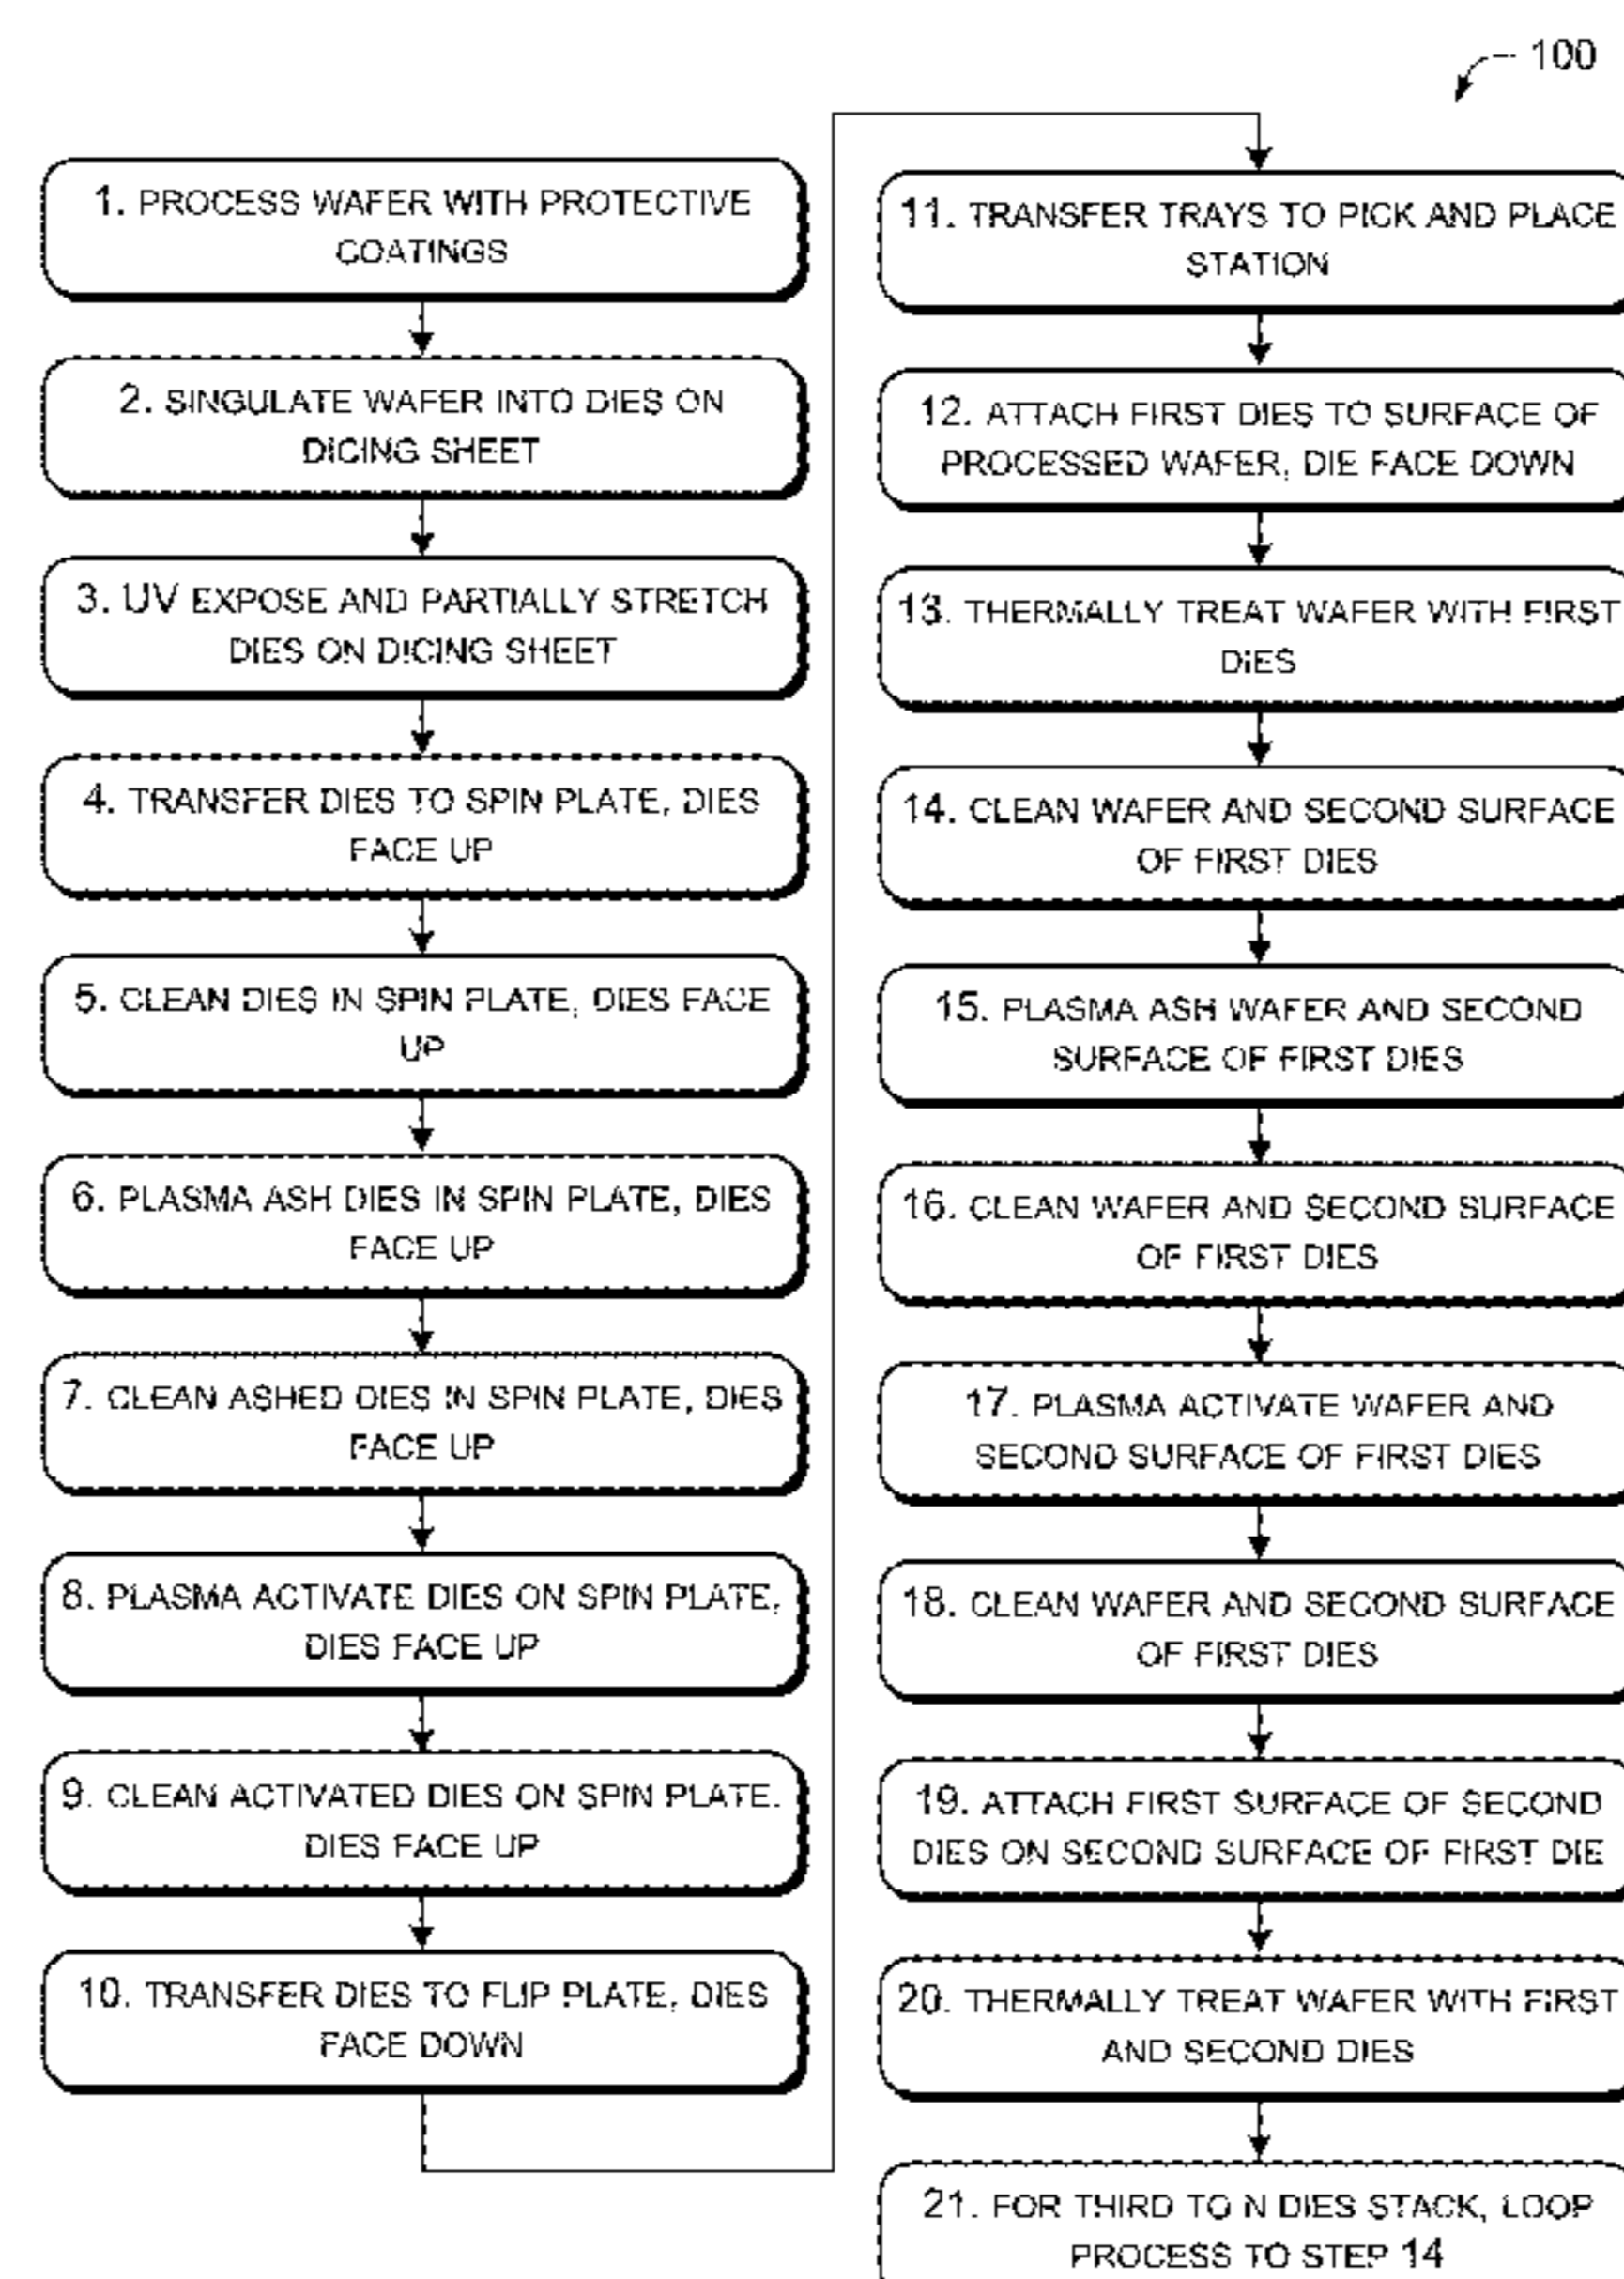 100
1. PROCESS WAFER WITH PROTECTIVE
COATINGS
2. SINGULATE WAFER INTO DIES ON
DICING SHEET
3. UV EXPOSE AND PARTIALLY STRETCH
DIES ON DICING SHEET
4. TRANSFER DIES TO SPIN PLATE, DIES
FACE UP
5. CLEAN DIES IN SPIN PLATE, DIES FACE
UP
6. PLASMA ASH DIES IN SPIN PLATE, DIES
FACE UP
7. CLEAN ASHED DIES IN SPIN PLATE, DIES
FACE UP
8. PLASMA ACTIVATE DIES ON SPIN PLATE,
DIES FACE UP
9. CLEAN ACTIVATED DIES ON SPIN PLATE.
DIES FACE UP
10. TRANSFER DIES TO FLIP PLATE, DIES
FACE DOWN
11. TRANSFER TRAYS TO PICK AND PLACE
STATION
12. ATTACH FIRST DIES TO SURFACE OF
PROCESSED WAFER, DIE FACE DOWN
13. THERMALLY TREAT WAFER WITH FIRST
DIES
14. CLEAN WAFER AND SECOND SURFACE
OF FIRST DIES
15. PLASMA ASH WAFER AND SECOND
SURFACE OF FIRST DIES
16. CLEAN WAFER AND SECOND SURFACE
OF FIRST DIES
17. PLASMA ACTIVATE WAFER AND
SECOND SURFACE OF FIRST DIES
18. CLEAN WAFER AND SECOND SURFACE
OF FIRST DIES
19. ATTACH FIRST SURFACE OF SECOND
DIES ON SECOND SURFACE OF FIRST DIE
20. THERMALLY TREAT WAFER WITH FIRST
AND SECOND DIES
21. FOR THIRD TO N DIES STACK, LOOP
PROCESS TO STEP 14